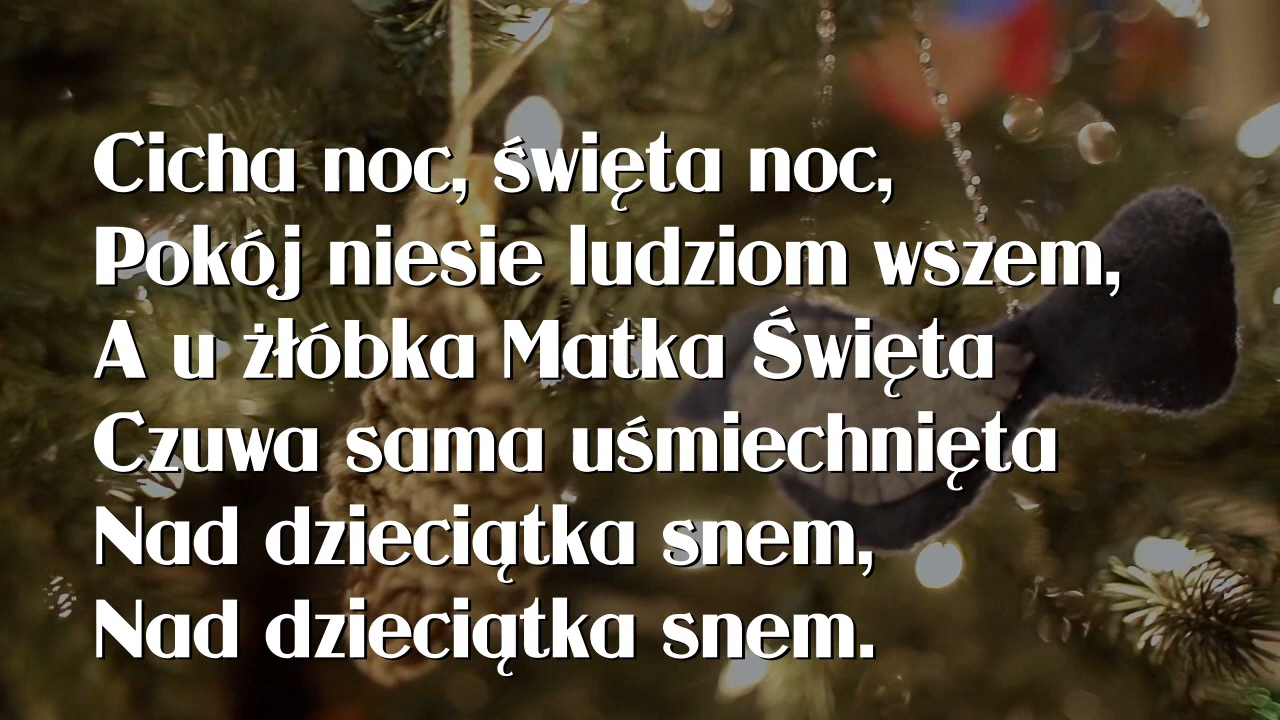 Cicha noc, święta noc,
Pokój niesie ludziom wszem,
A u żłóbka Matka Święta
Czuwa sama uśmiechnięta
Nad dzieciątka snem,
Nad dzieciątka snem.